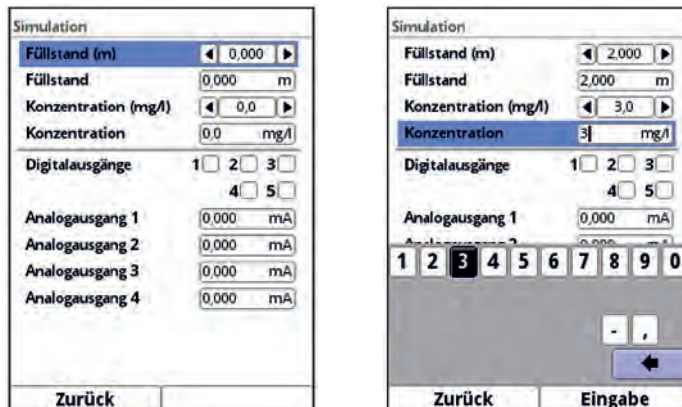 Simulation
Füllstand (m) 0,000
Füllstand 0,000 m
Konzentration (mg/l) 0,0
Konzentration 0,0 mg/l
Digitalausgänge 1 2 3
4 5
Analogausgang 1 0,000 mA
Analogausgang 2 0,000 mA
Analogausgang 3 0,000 mA
Analogausgang 4 0,000 mA
Zurück
Simulation
Füllstand (m) 2,000
Füllstand 2,000 m
Konzentration (mg/l) 3,0
Konzentration 3 mg/l
Digitalausgänge 1 2 3
4 5
Analogausgang 1 0,000 mA
1 2 3 4 5 6 7 8 9 0
- ,
Zurück Eingabe